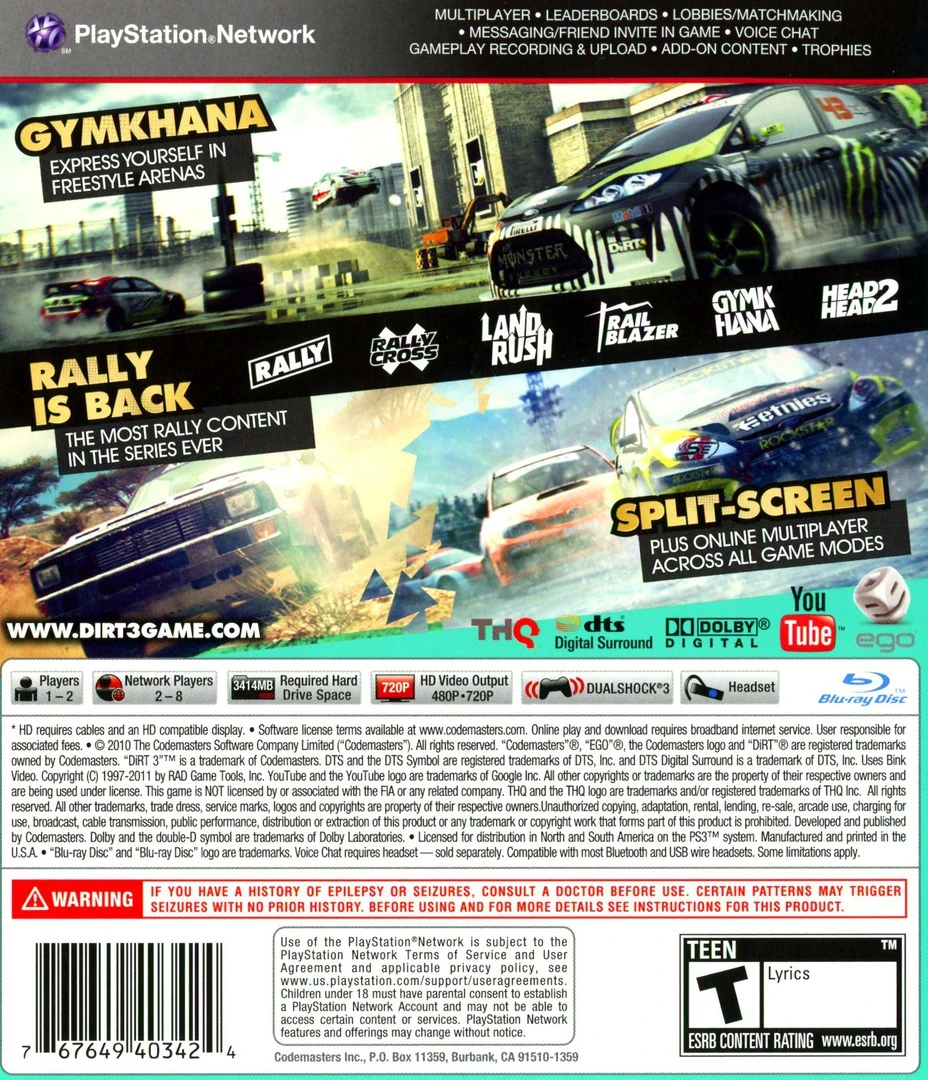 PlayStation®Network SM
MULTIPLAYER • LEADERBOARDS • LOBBIES/MATCHMAKING
• MESSAGING/FRIEND INVITE IN GAME • VOICE CHAT
GAMEPLAY RECORDING & UPLOAD • ADD-ON CONTENT • TROPHIES
GYMKHANA
EXPRESS YOURSELF IN
FREESTYLE ARENAS
43
Mobil 1
PIRELLI
DiRT
MONSTER
ENERGY
RALLY
RALLY
CROSS
LAND
RUSH
TRAIL
BLAZER
GYMK
HANA
HEAD 2
HEAD
RALLY
IS BACK
THE MOST RALLY CONTENT
IN THE SERIES EVER
etnies
ROCKSTAR
ROCKSTAR
SPLIT-SCREEN
PLUS ONLINE MULTIPLAYER
ACROSS ALL GAME MODES
WWW.DIRT3GAME.COM
THQ
dts
Digital Surround
DOLBY®
DIGITAL
You
Tube™
ego
Players
1 – 2
Network Players
2 – 8
3414MB
Required Hard
Drive Space
720P
HD Video Output
480P •720P
DUALSHOCK®3
Headset
Blu-ray Disc™
* HD requires cables and an HD compatible display. • Software license terms available at www.codemasters.com. Online play and download requires broadband internet service. User responsible for
associated fees. • © 2010 The Codemasters Software Company Limited (“Codemasters”). All rights reserved. “Codemasters”®, “EGO”®, the Codemasters logo and “DiRT”® are registered trademarks
owned by Codemasters. “DiRT 3”™ is a trademark of Codemasters. DTS and the DTS Symbol are registered trademarks of DTS, Inc. and DTS Digital Surround is a trademark of DTS, Inc. Uses Bink
Video. Copyright (C) 1997-2011 by RAD Game Tools, Inc. YouTube and the YouTube logo are trademarks of Google Inc. All other copyrights or trademarks are the property of their respective owners and
are being used under license. This game is NOT licensed by or associated with the FIA or any related company. THQ and the THQ logo are trademarks and/or registered trademarks of THQ Inc. All rights
reserved. All other trademarks, trade dress, service marks, logos and copyrights are property of their respective owners.Unauthorized copying, adaptation, rental, lending, re-sale, arcade use, charging for
use, broadcast, cable transmission, public performance, distribution or extraction of this product or any trademark or copyright work that forms part of this product is prohibited. Developed and published
by Codemasters. Dolby and the double-D symbol are trademarks of Dolby Laboratories. • Licensed for distribution in North and South America on the PS3™ system. Manufactured and printed in the
U.S.A. • “Blu-ray Disc” and “Blu-ray Disc” logo are trademarks. Voice Chat requires headset — sold separately. Compatible with most Bluetooth and USB wire headsets. Some limitations apply.
WARNING
IF YOU HAVE A HISTORY OF EPILEPSY OR SEIZURES, CONSULT A DOCTOR BEFORE USE. CERTAIN PATTERNS MAY TRIGGER
SEIZURES WITH NO PRIOR HISTORY. BEFORE USING AND FOR MORE DETAILS SEE INSTRUCTIONS FOR THIS PRODUCT.
7 67649 40342 4
Use of the PlayStation®Network is subject to the
PlayStation Network Terms of Service and User
Agreement and applicable privacy policy, see
www.us.playstation.com/support/useragreements.
Children under 18 must have parental consent to establish
a PlayStation Network Account and may not be able to
access certain content or services. PlayStation Network
features and offerings may change without notice.
Codemasters Inc., P.O. Box 11359, Burbank, CA 91510-1359
TEEN ™
T
Lyrics
ESRB CONTENT RATING www.esrb.org